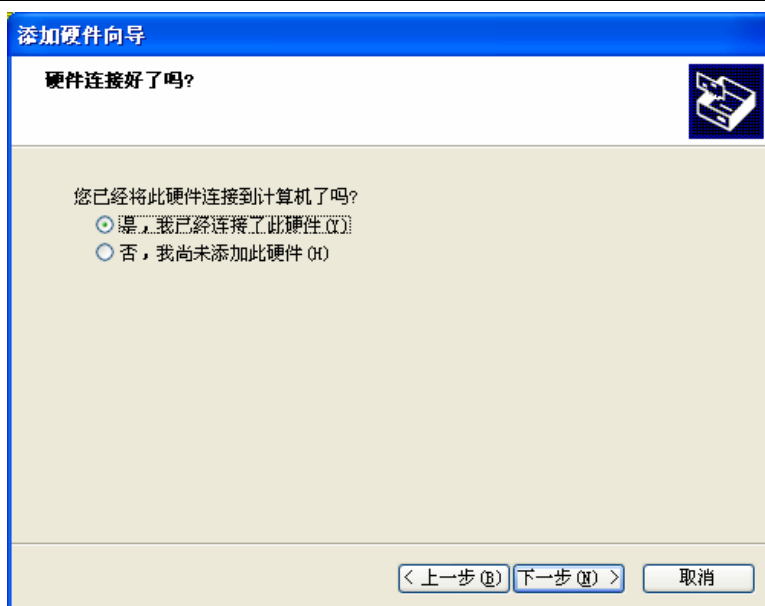 添加硬件向导
硬件连接好了吗?
您已经将此硬件连接到计算机了吗?
是，我已经连接了此硬件(Y)
否，我尚未添加此硬件(H)
< 上一步(B) 下一步(N) > 取消